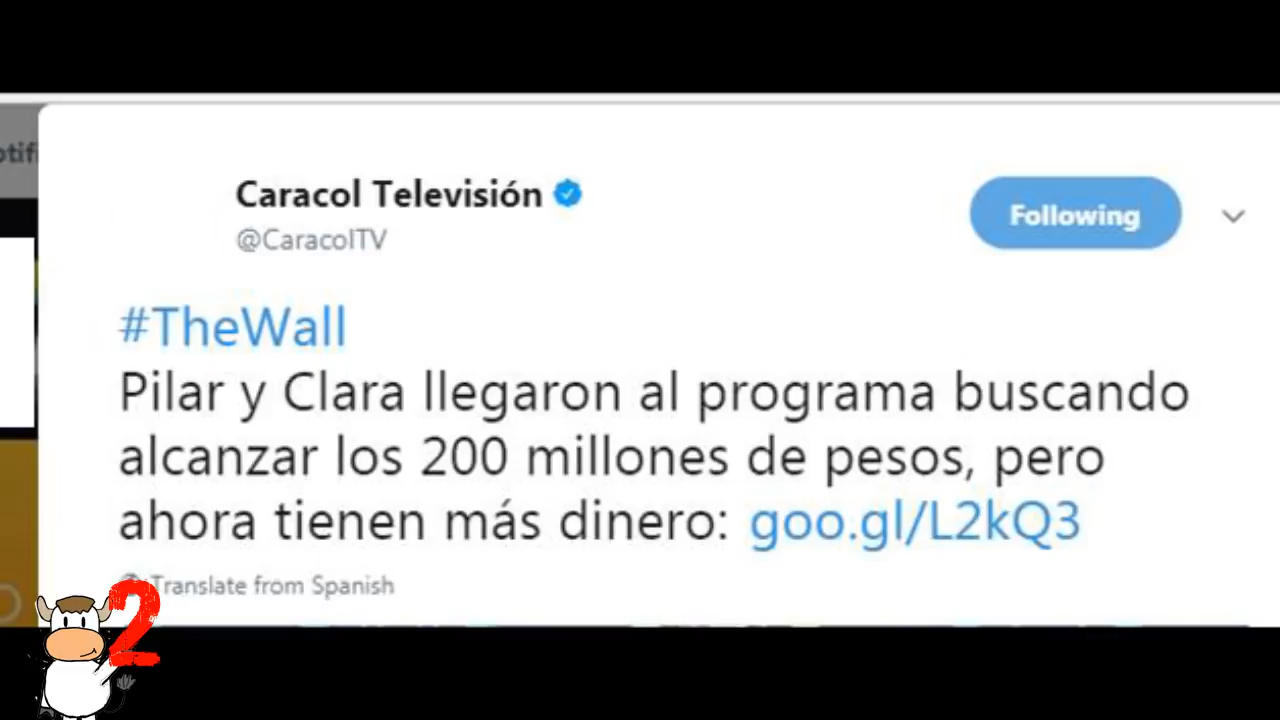 otifi
Caracol Televisión
@CaracolTV
Following
#TheWall
Pilar y Clara llegaron al programa buscando
alcanzar los 200 millones de pesos, pero
ahora tienen más dinero: goo.gl/L2kQ3
Translate from Spanish
2